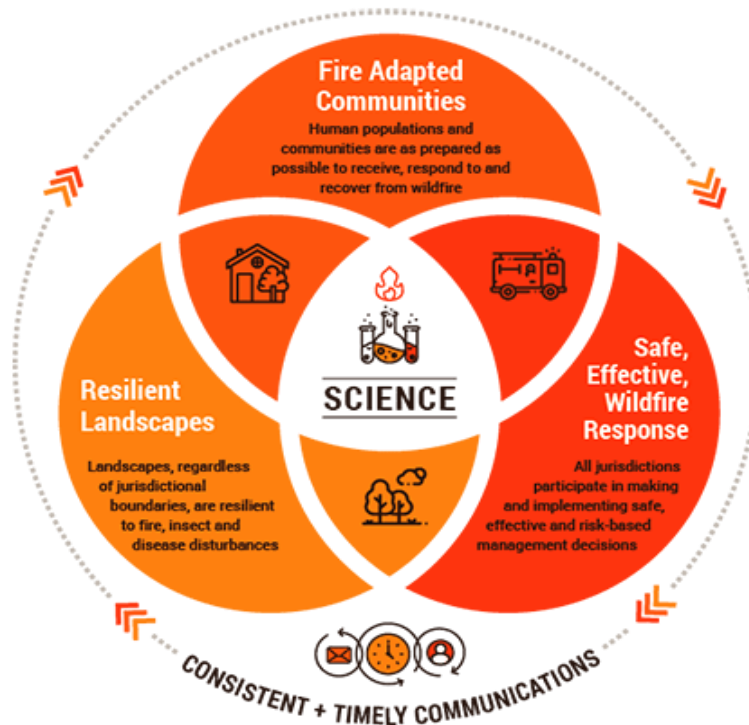 Fire Adapted
Communities
Human populations and
communities are as prepared as
possible to receive, respond to and
recover from wildfire
SCIENCE
Resilient
Landscapes
Landscapes, regardless
of jurisdictional
boundaries, are resilient
to fire, insect and
disease disturbances
Safe,
Effective,
Wildfire
Response
All jurisdictions
participate in making
and implementing safe,
effective and risk-based
management decisions
CONSISTENT + TIMELY COMMUNICATIONS